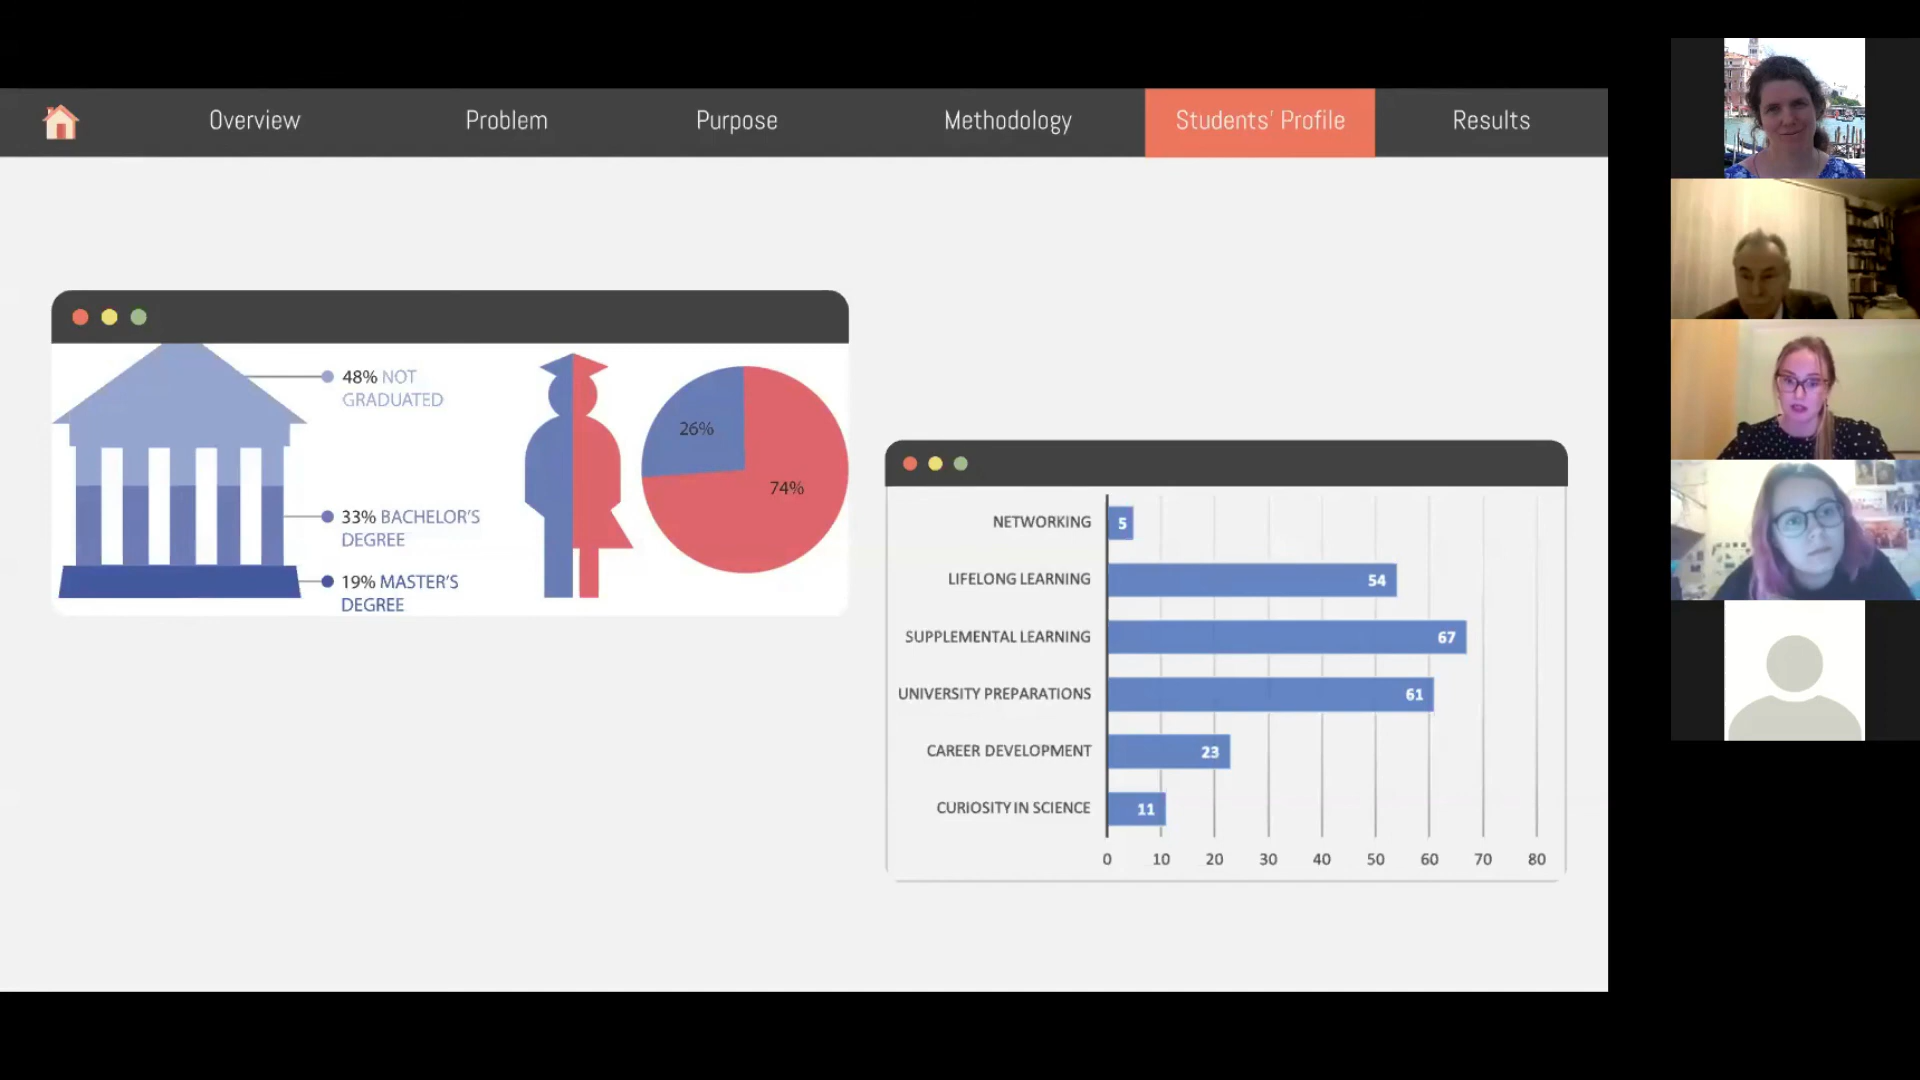 Overview
Problem
Purpose
Methodology
Students' Profile
Results
48% NOT
GRADUATED
33% BACHELOR'S
DEGREE
19% MASTER'S
DEGREE
26%
74%
NETWORKING
5
LIFELONG LEARNING
54
SUPPLEMENTAL LEARNING
67
UNIVERSITY PREPARATIONS
61
CAREER DEVELOPMENT
23
CURIOSITY IN SCIENCE
11
0 10 20 30 40 50 60 70 80